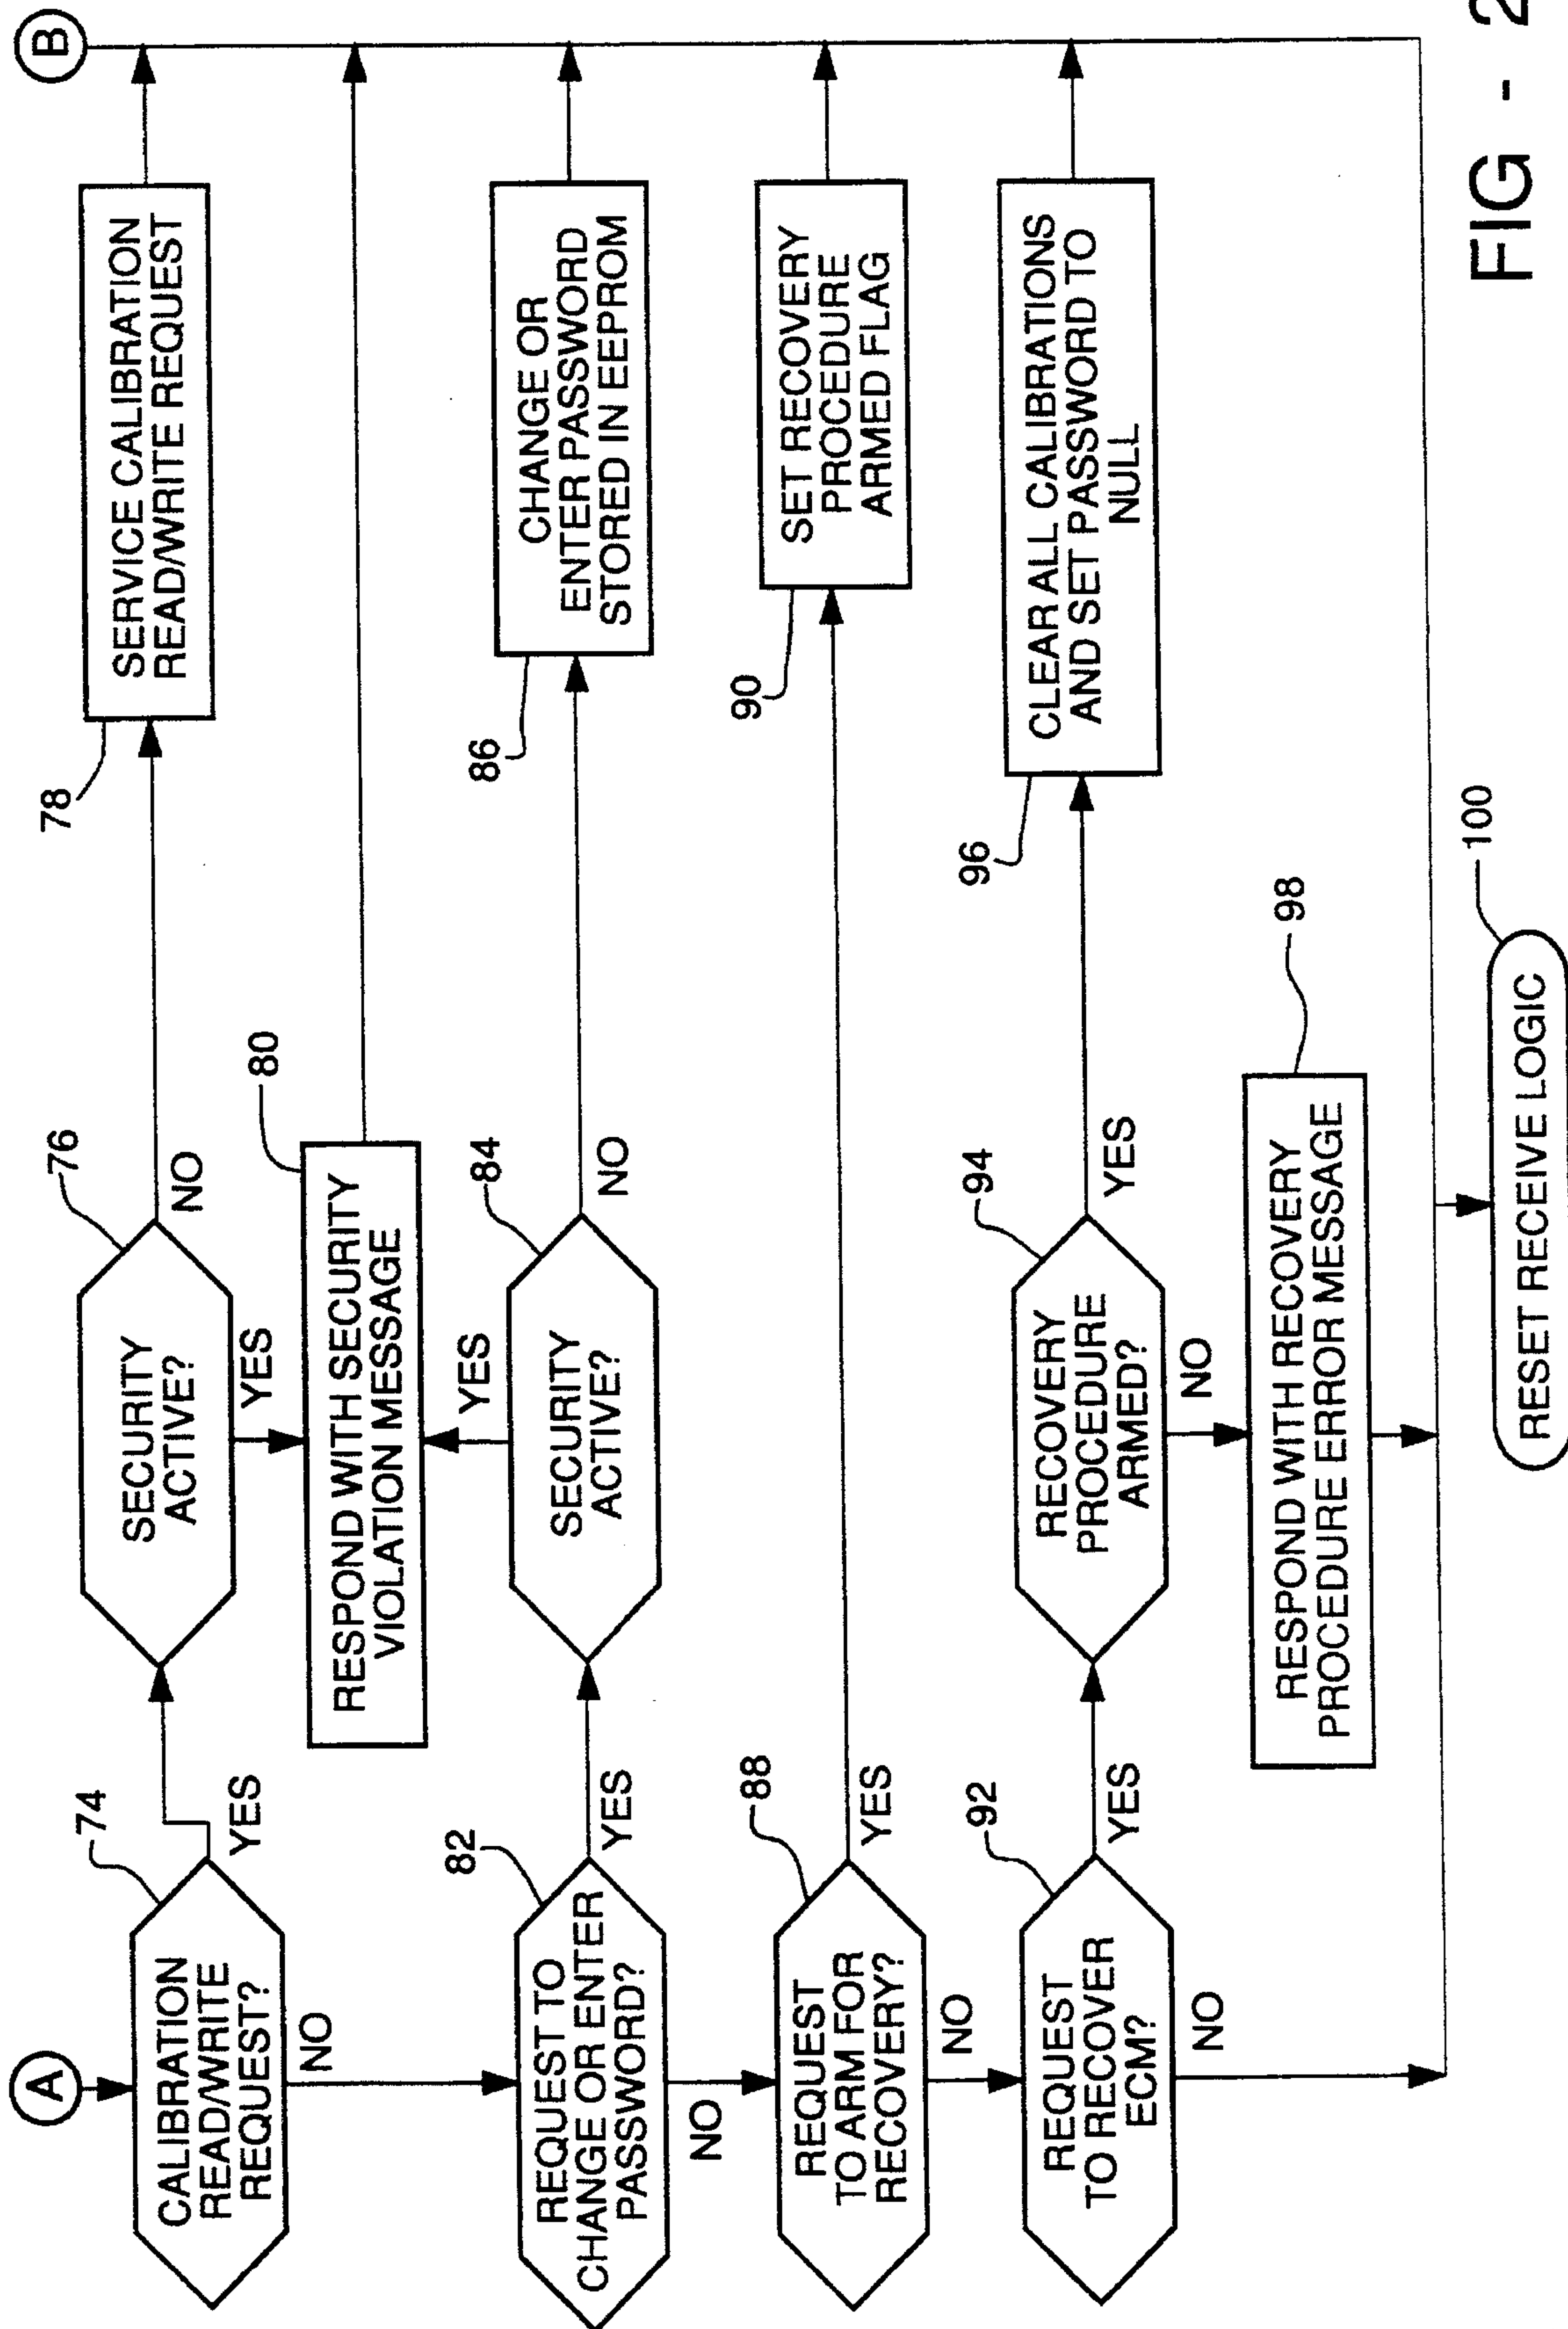 A
CALIBRATION
READ/WRITE
REQUEST?
74
YES
NO
SECURITY
ACTIVE?
76
NO
YES
78
SERVICE CALIBRATION
READ/WRITE REQUEST
B
80
RESPOND WITH SECURITY
VIOLATION MESSAGE
82
REQUEST TO
CHANGE OR ENTER
PASSWORD?
YES
NO
84
YES
SECURITY
ACTIVE?
NO
86
CHANGE OR
ENTER PASSWORD
STORED IN EEPROM
88
REQUEST
TO ARM FOR
RECOVERY?
YES
NO
90
SET RECOVERY
PROCEDURE
ARMED FLAG
92
REQUEST
TO RECOVER
ECM?
YES
NO
94
RECOVERY
PROCEDURE
ARMED?
YES
NO
96
CLEAR ALL CALIBRATIONS
AND SET PASSWORD TO
NULL
98
RESPOND WITH RECOVERY
PROCEDURE ERROR MESSAGE
100
RESET RECEIVE LOGIC
FIG - 2